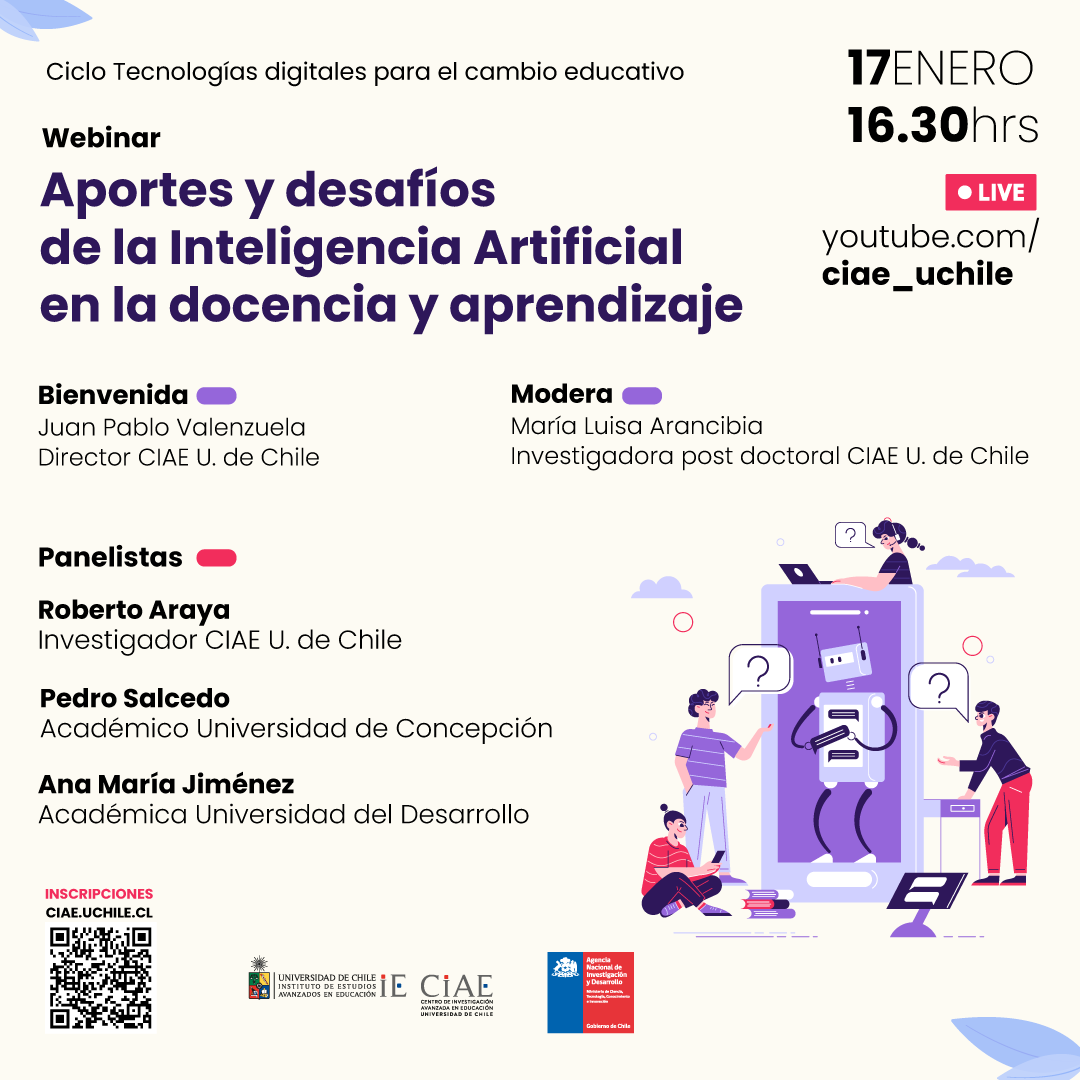 Ciclo Tecnologías digitales para el cambio educativo
17ENERO
16.30hrs
LIVE
youtube.com/
ciae_uchile
Webinar
Aportes y desafíos
de la Inteligencia Artificial
en la docencia y aprendizaje
Bienvenida
Juan Pablo Valenzuela
Director CIAE U. de Chile
Modera
María Luisa Arancibia
Investigadora post doctoral CIAE U. de Chile
Panelistas
Roberto Araya
Investigador CIAE U. de Chile
Pedro Salcedo
Académico Universidad de Concepción
Ana María Jiménez
Académica Universidad del Desarrollo
?
?
?
INSCRIPCIONES
CIAE.UCHILE.CL
UNIVERSIDAD DE CHILE
INSTITUTO DE ESTUDIOS
AVANZADOS EN EDUCACIÓN
iE
CiAE
CENTRO DE INVESTIGACIÓN
AVANZADA EN EDUCACIÓN
UNIVERSIDAD DE CHILE
Agencia
Nacional de
Investigación
y Desarrollo
Ministerio de Ciencia,
Tecnología, Conocimiento
e Innovación
Gobierno de Chile